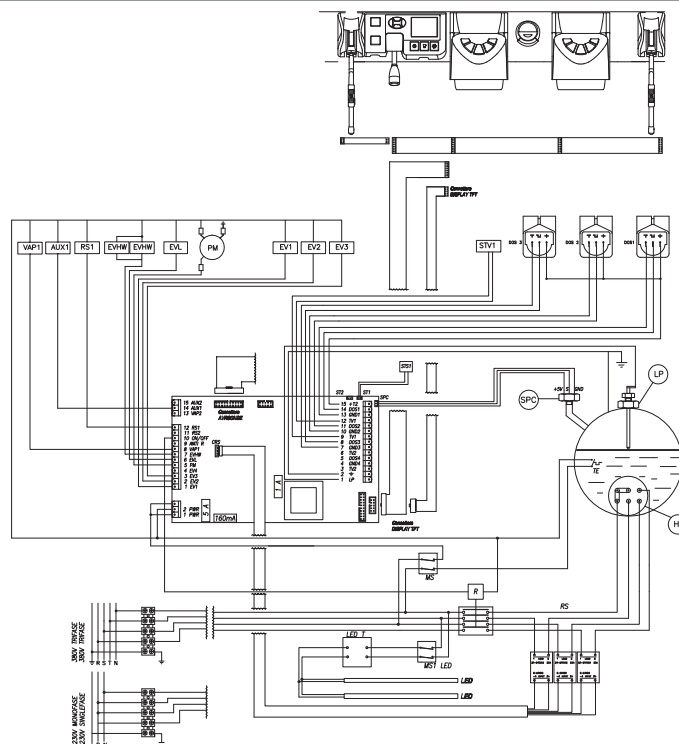 Connettore
DISPLAY TFT
VAP1
AUX1
RS1
EVHW
EVHW
EVL
PM
EV1
EV2
EV3
STV1
DOS 3
DOS 2
DOS1
STS1
ST2
ST1
SPC
+5V S GND
SPC
LP
TE
15 AUX2
14 AUX1
13 VAP2
12 RS1
11 RS2
10 ON/OFF
9 ANTI R
8 VAP1
7 EVHW
6 EVL
5 PM
4 EV4
3 EV3
2 EV2
1 EV1
2 PWR
1 PWR
5 A
160mA
Connettore
CRS
1 A
15 +12
14 DOS1
13 GND1
12 TV1
11 DOS2
10 GND2
9 TV1
8 DOS3
7 GND3
6 TV2
5 DOS4
4 GND4
3 TV2
2
1 LP
Connettore
DISPLAY TFT
H
MS
R
RS
LED T
MST LED
LED
LED
380V TRIFASE
380V TRIFASE
R S T N
230V MONOFASE
230V SINGLEFASE